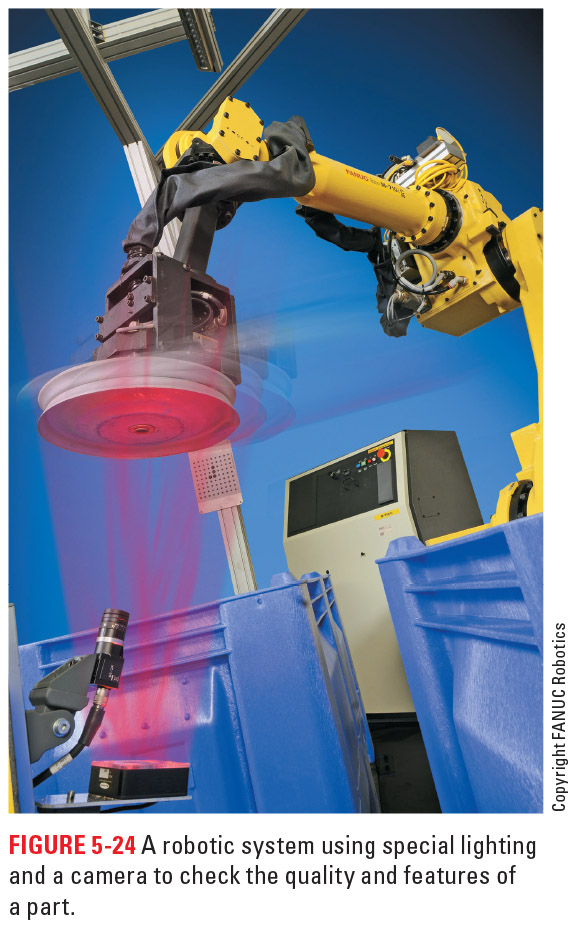 FANUC
Copyright FANUC Robotics
FIGURE 5-24 A robotic system using special lighting
and a camera to check the quality and features of
a part.